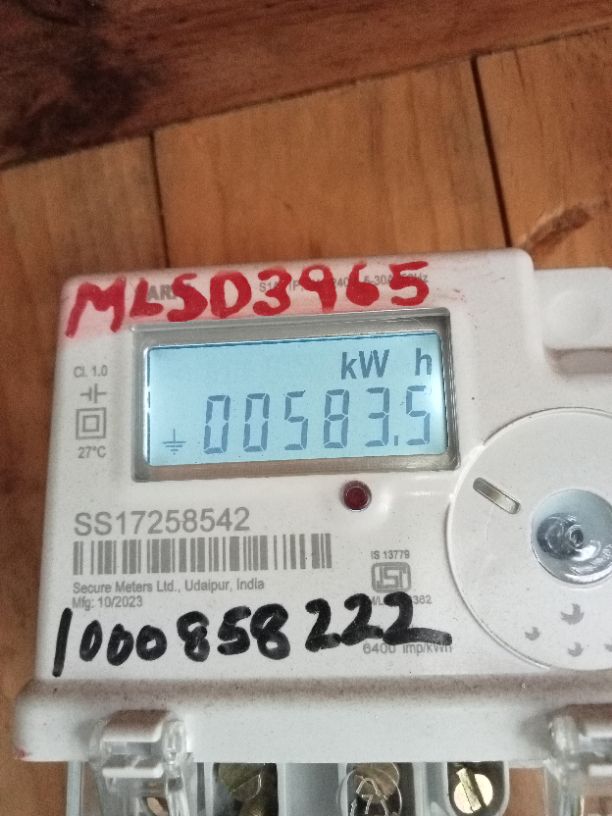 MLSD3965
Cl. 1.0
kW h
00583.5
27°C
SS17258542
IS 13779
Secure Meters Ltd., Udaipur, India
Mfg: 10/2023
1000858222
6400 imp/kWh